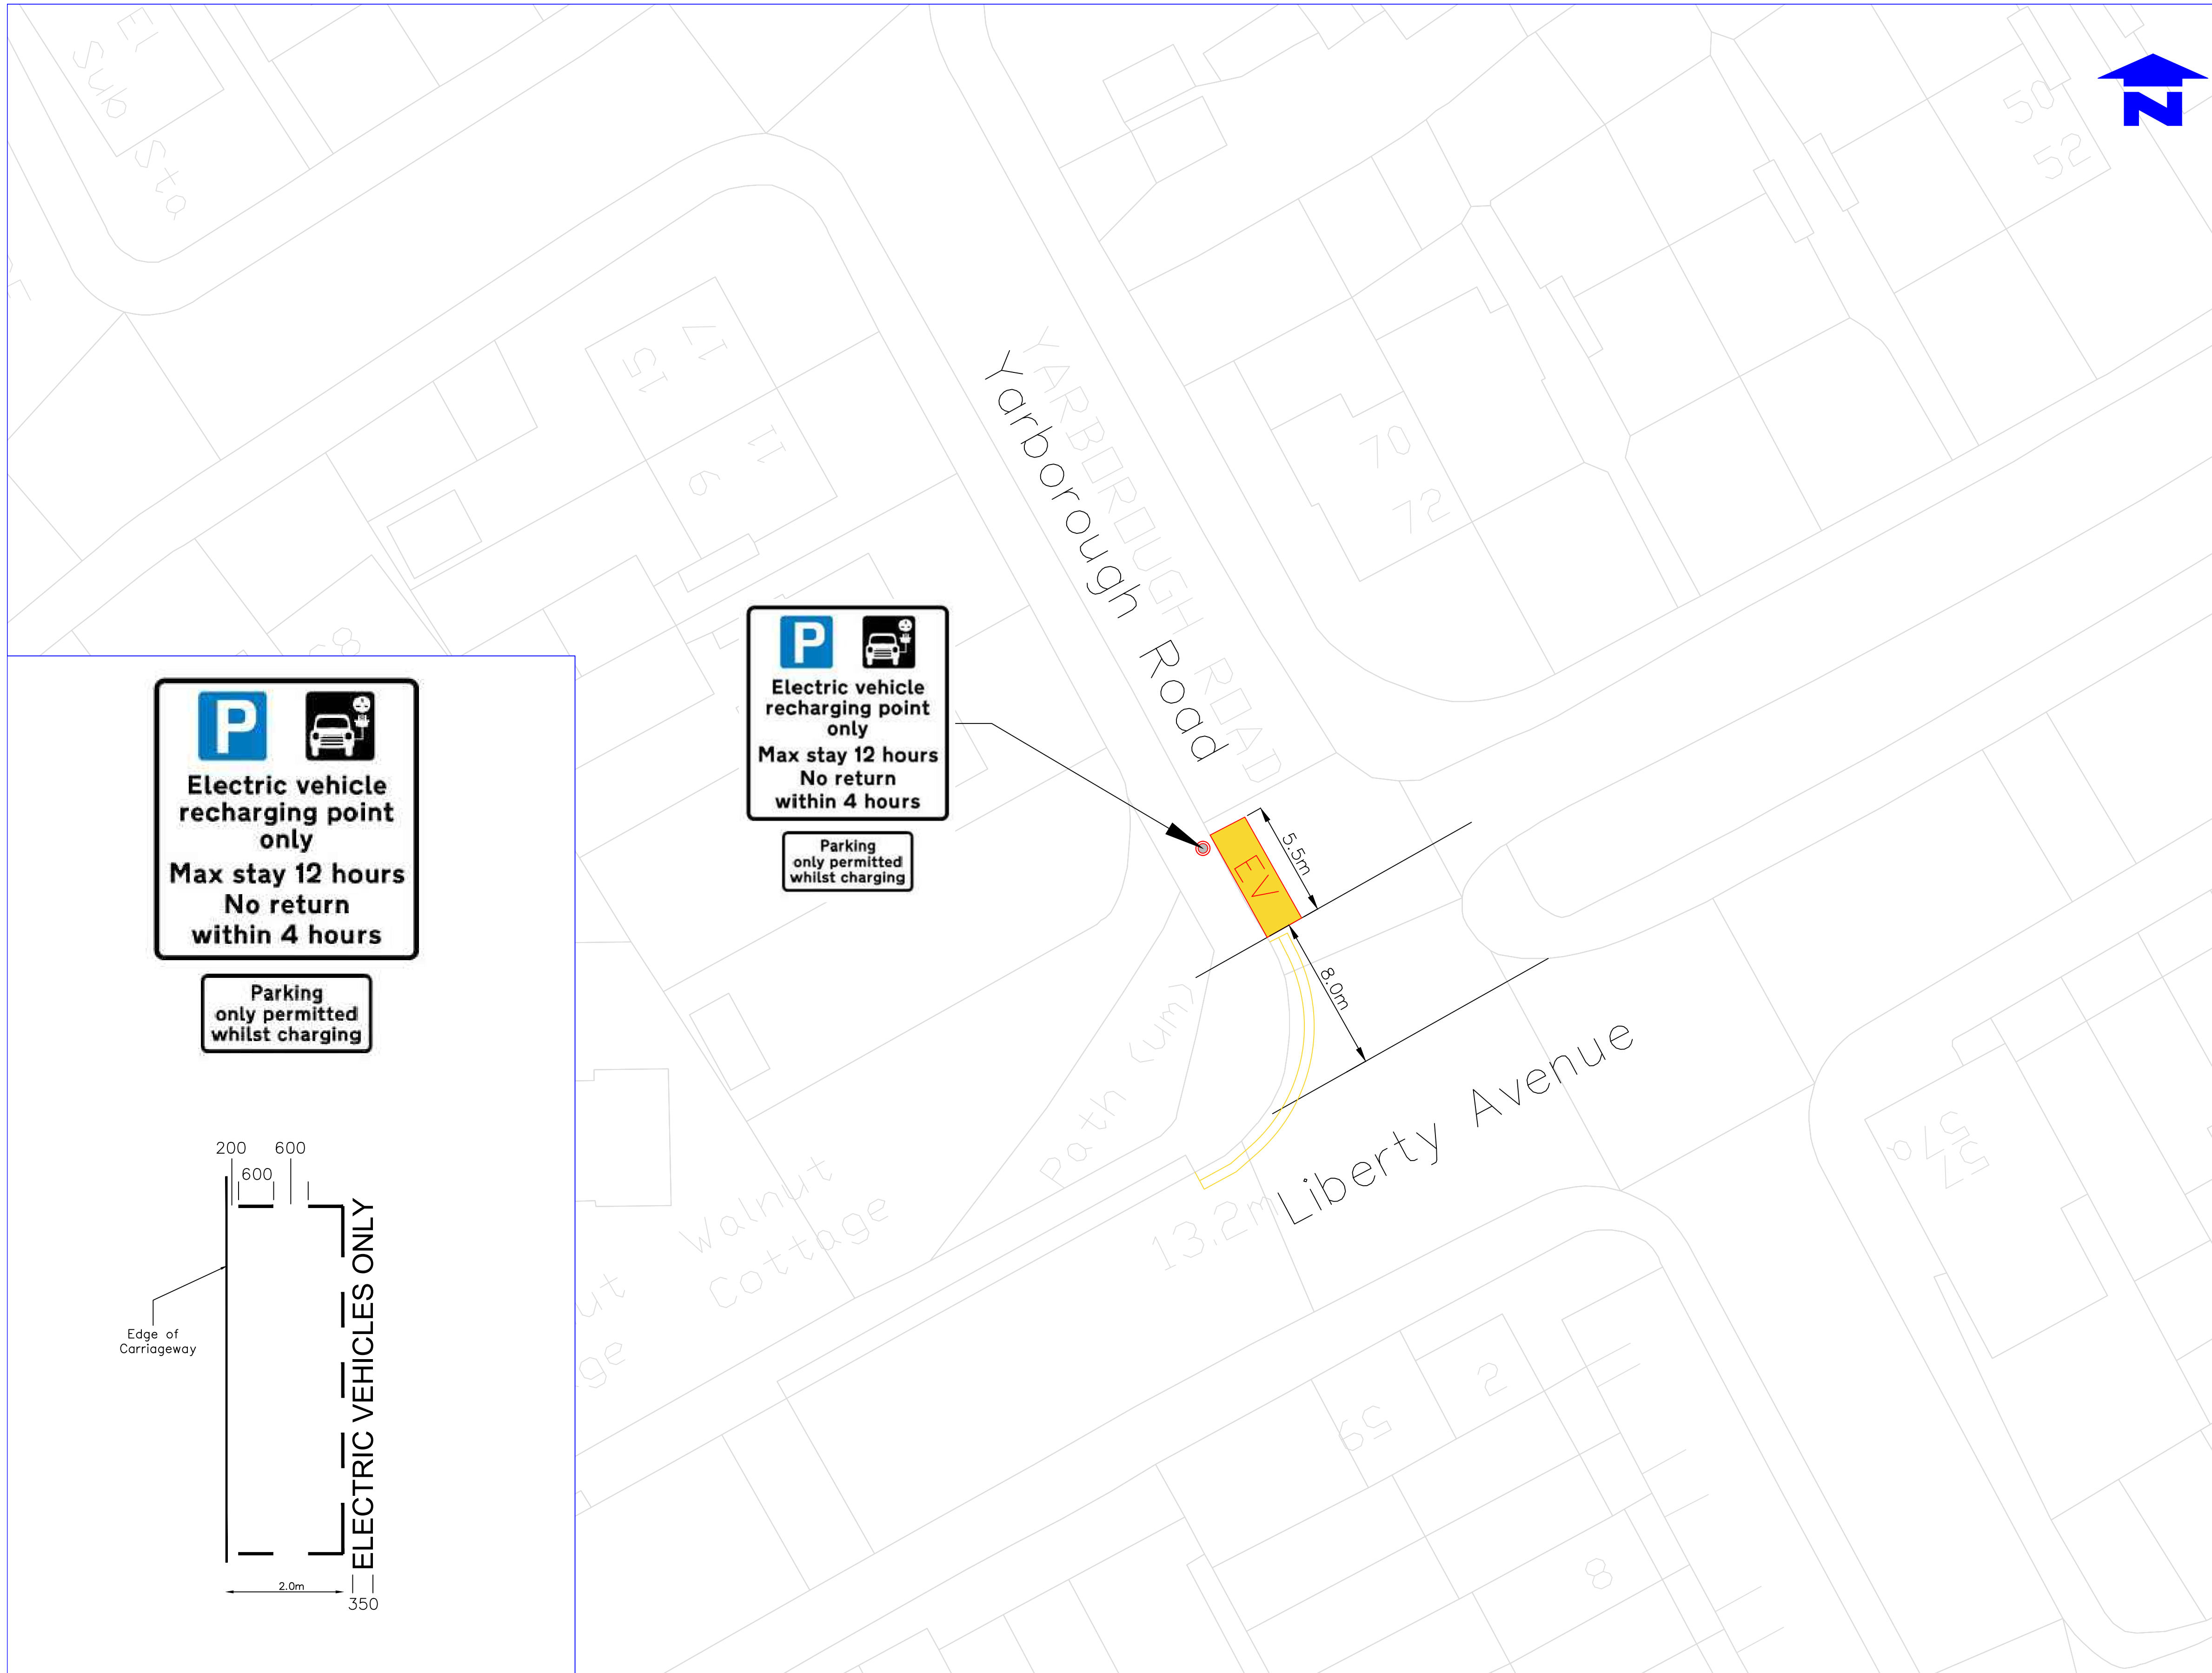 El
Sub Sta
N
50
52
17
15
11
9
YARBOROUGH ROAD
Yarborough Road
70
72
68
P
Electric vehicle
recharging point
only
Max stay 12 hours
No return
within 4 hours
Parking
only permitted
whilst charging
P
Electric vehicle
recharging point
only
Max stay 12 hours
No return
within 4 hours
Parking
only permitted
whilst charging
EV
5.5m
8.0m
Path (um)
Liberty Avenue
13.2m
Walnut
Cottage
57
59
2
8
200
600
600
Edge of
Carriageway
ELECTRIC VEHICLES ONLY
2.0m
350